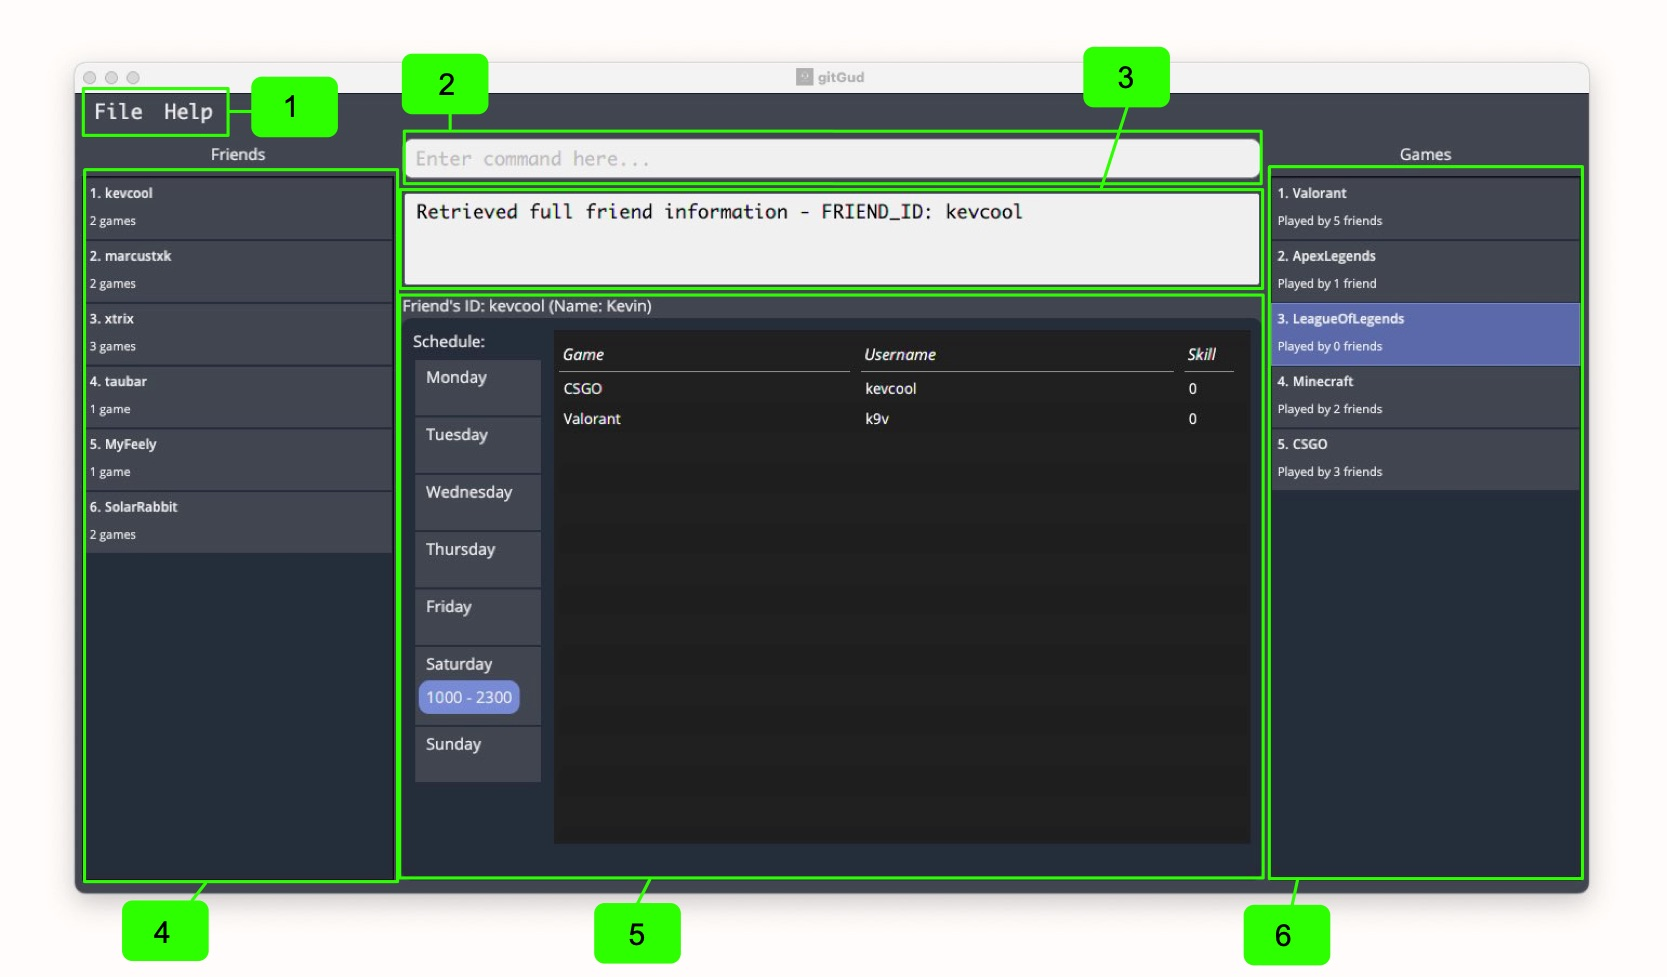 gitGud
File Help
1
2
3
Friends
1. kevcool
2 games
2. marcustxk
2 games
3. xtrix
3 games
4. taubar
1 game
5. MyFeely
1 game
6. SolarRabbit
2 games
Enter command here...
Retrieved full friend information - FRIEND_ID: kevcool
Friend's ID: kevcool (Name: Kevin)
Schedule:
Monday
Tuesday
Wednesday
Thursday
Friday
Saturday
1000 - 2300
Sunday
Game Username Skill
CSGO kevcool 0
Valorant k9v 0
Games
1. Valorant
Played by 5 friends
2. ApexLegends
Played by 1 friend
3. LeagueOfLegends
Played by 0 friends
4. Minecraft
Played by 2 friends
5. CSGO
Played by 3 friends
4
5
6